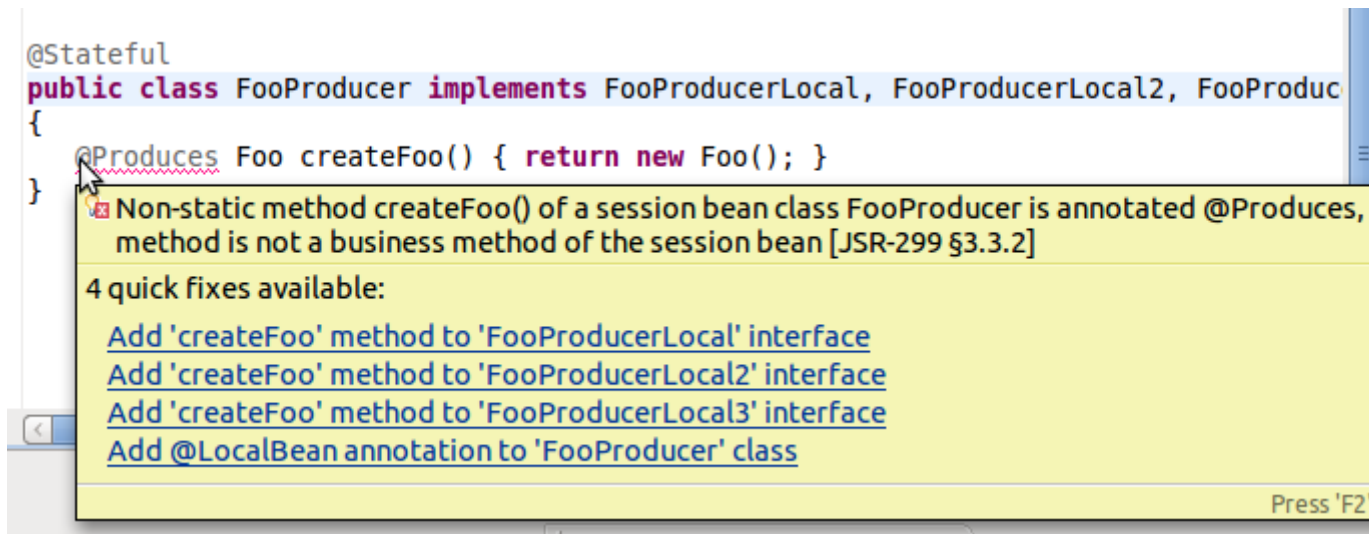 @Stateful
public class FooProducer implements FooProducerLocal, FooProducerLocal2, FooProduc
{
@Produces Foo createFoo() { return new Foo(); }
}
Non-static method createFoo() of a session bean class FooProducer is annotated @Produces,
method is not a business method of the session bean [JSR-299 §3.3.2]
4 quick fixes available:
Add 'createFoo' method to 'FooProducerLocal' interface
Add 'createFoo' method to 'FooProducerLocal2' interface
Add 'createFoo' method to 'FooProducerLocal3' interface
Add @LocalBean annotation to 'FooProducer' class
Press 'F2'